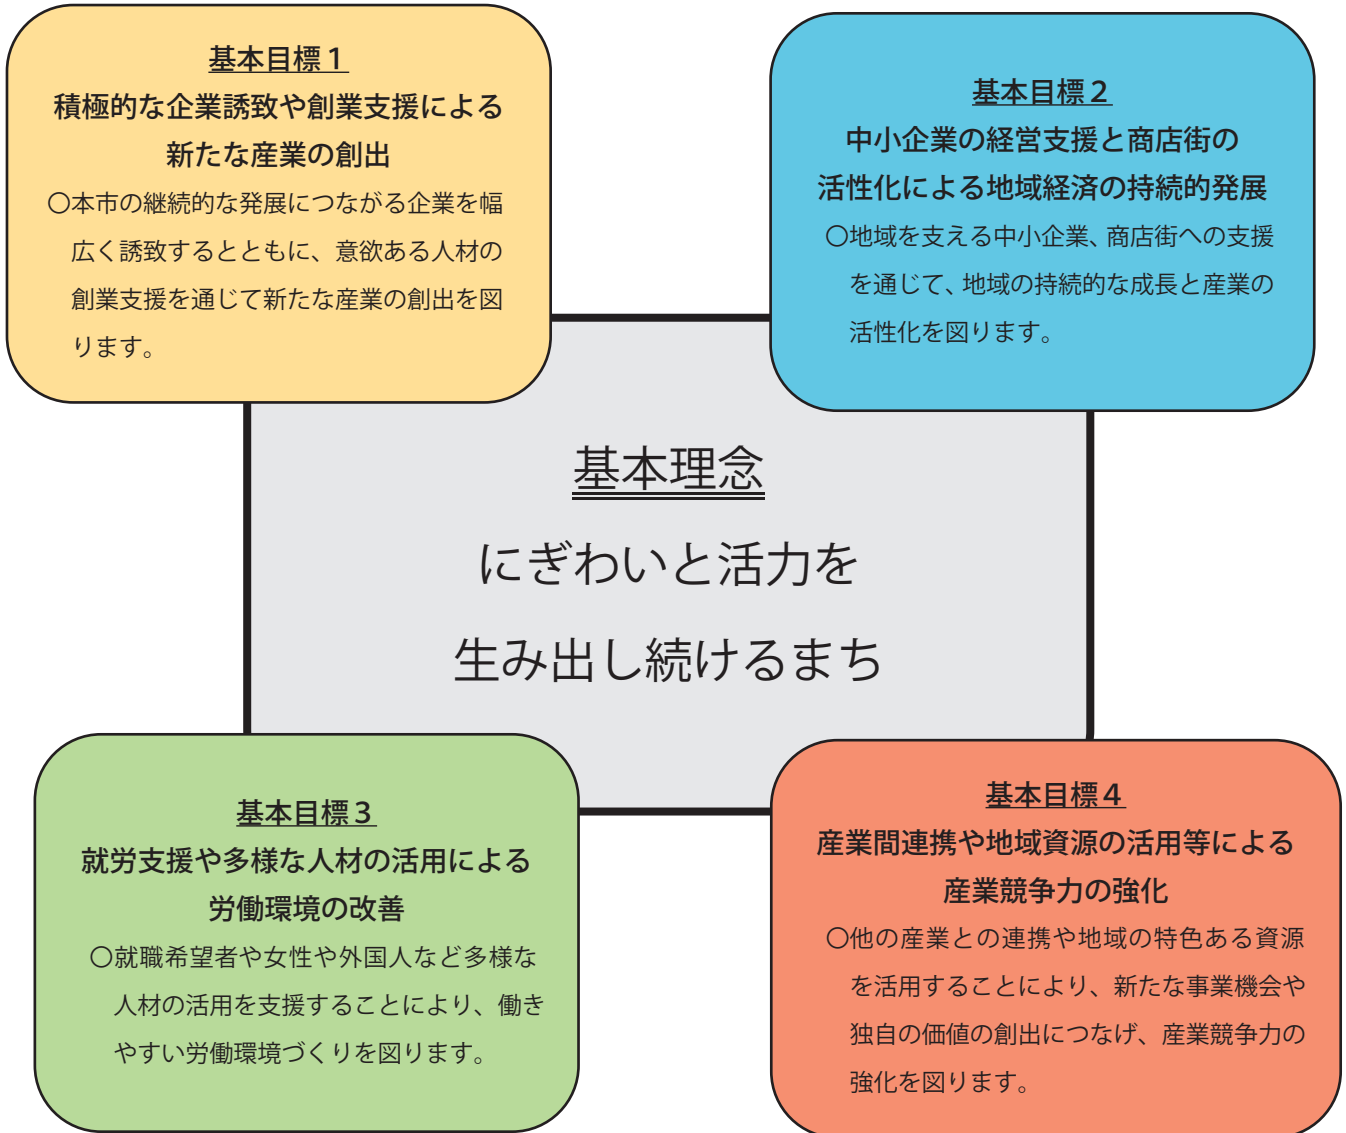 基本目標１
積極的な企業誘致や創業支援による
新たな産業の創出
〇本市の継続的な発展につながる企業を幅
広く誘致するとともに、意欲ある人材の
創業支援を通じて新たな産業の創出を図
ります。
基本目標２
中小企業の経営支援と商店街の
活性化による地域経済の持続的発展
〇地域を支える中小企業、商店街への支援
を通じて、地域の持続的な成長と産業の
活性化を図ります。
基本理念
にぎわいと活力を
生み出し続けるまち
基本目標３
就労支援や多様な人材の活用による
労働環境の改善
〇就職希望者や女性や外国人など多様な
人材の活用を支援することにより、働き
やすい労働環境づくりを図ります。
基本目標４
産業間連携や地域資源の活用等による
産業競争力の強化
〇他の産業との連携や地域の特色ある資源
を活用することにより、新たな事業機会や
独自の価値の創出につなげ、産業競争力の
強化を図ります。